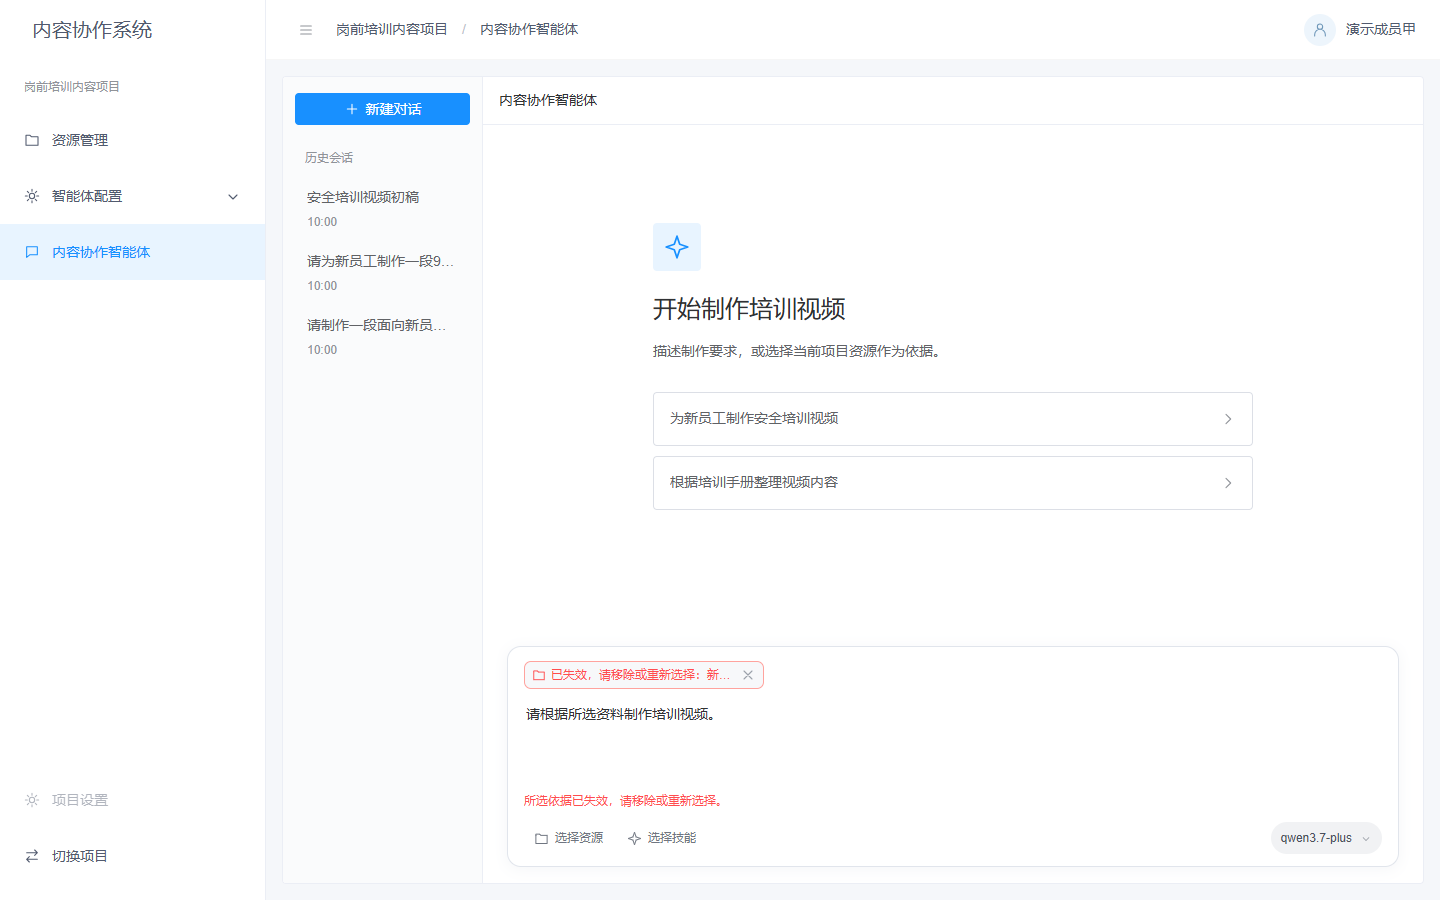 内容协作系统
岗前培训内容项目 / 内容协作智能体
演示成员甲
岗前培训内容项目
资源管理
智能体配置
内容协作智能体
项目设置
切换项目
新建对话
历史会话
安全培训视频初稿
10:00
请为新员工制作一段9...
10:00
请制作一段面向新员...
10:00
内容协作智能体
开始制作培训视频
描述制作要求，或选择当前项目资源作为依据。
为新员工制作安全培训视频
根据培训手册整理视频内容
已失效，请移除或重新选择：新...
请根据所选资料制作培训视频。
所选依据已失效，请移除或重新选择。
选择资源
选择技能
qwen3.7-plus